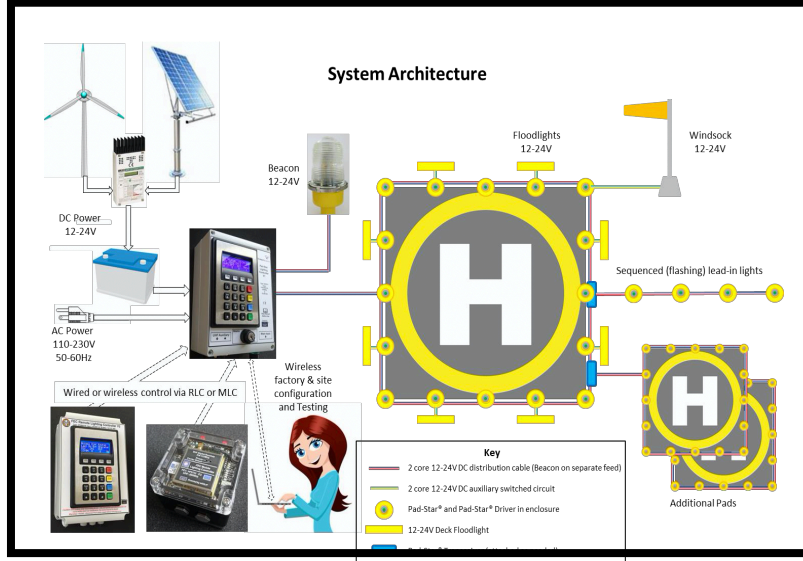 System Architecture
Beacon
12-24V
Floodlights
12-24V
Windsock
12-24V
DC Power
12-24V
Sequenced (flashing) lead-in lights
AC Power
110-230V
50-60Hz
Wireless
factory & site
configuration
and Testing
Wired or wireless control via RLC or MLC
H
H
Additional Pads
Key
2 core 12-24V DC distribution cable (Beacon on separate feed)
2 core 12-24V DC auxiliary switched circuit
Pad-Star® and Pad-Star® Driver in enclosure
12-24V Deck Floodlight